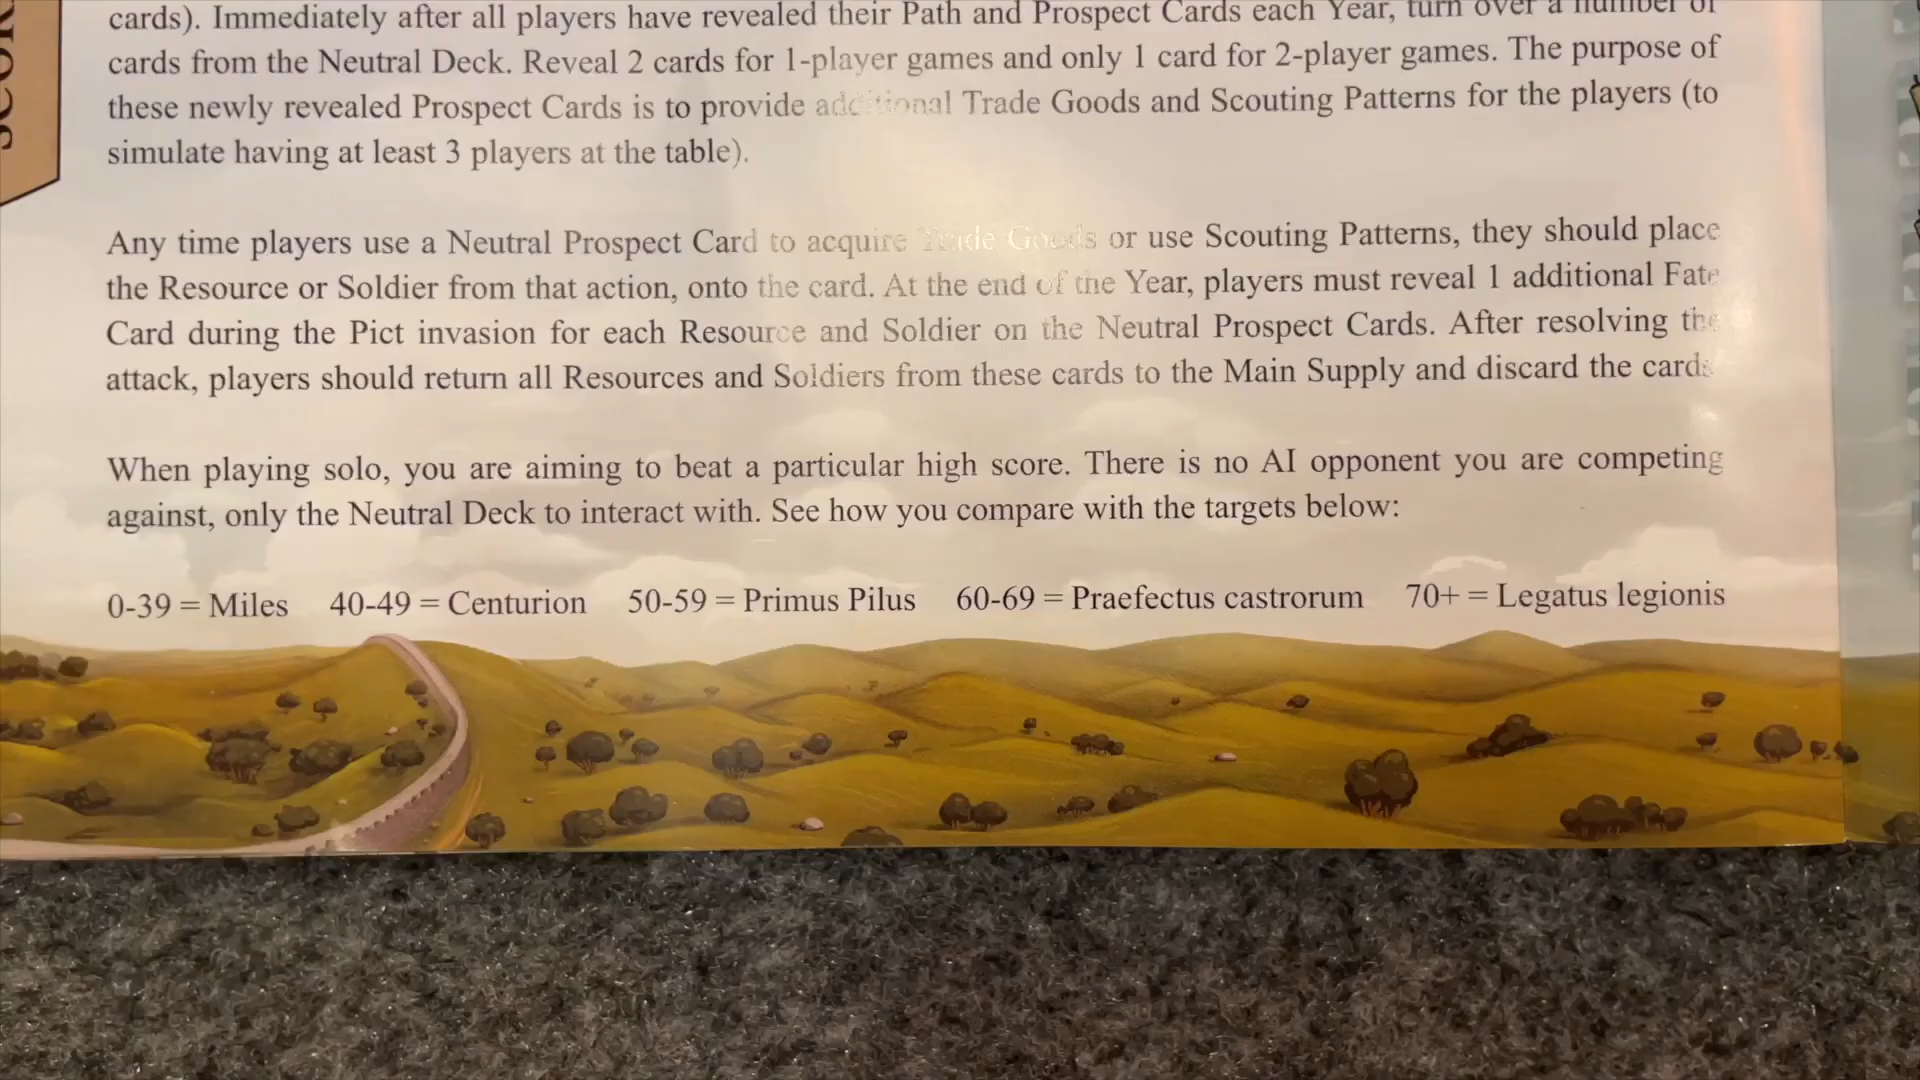 cards). Immediately after all players have revealed their Path and Prospect Cards each Year, turn over a number of
cards from the Neutral Deck. Reveal 2 cards for 1-player games and only 1 card for 2-player games. The purpose of
these newly revealed Prospect Cards is to provide additional Trade Goods and Scouting Patterns for the players (to
simulate having at least 3 players at the table).
Any time players use a Neutral Prospect Card to acquire Trade Goods or use Scouting Patterns, they should place
the Resource or Soldier from that action, onto the card. At the end of the Year, players must reveal 1 additional Fate
Card during the Pict invasion for each Resource and Soldier on the Neutral Prospect Cards. After resolving the
attack, players should return all Resources and Soldiers from these cards to the Main Supply and discard the cards
When playing solo, you are aiming to beat a particular high score. There is no AI opponent you are competing
against, only the Neutral Deck to interact with. See how you compare with the targets below:
0-39 = Miles 40-49 = Centurion 50-59 = Primus Pilus 60-69 = Praefectus castrorum 70+ = Legatus legionis